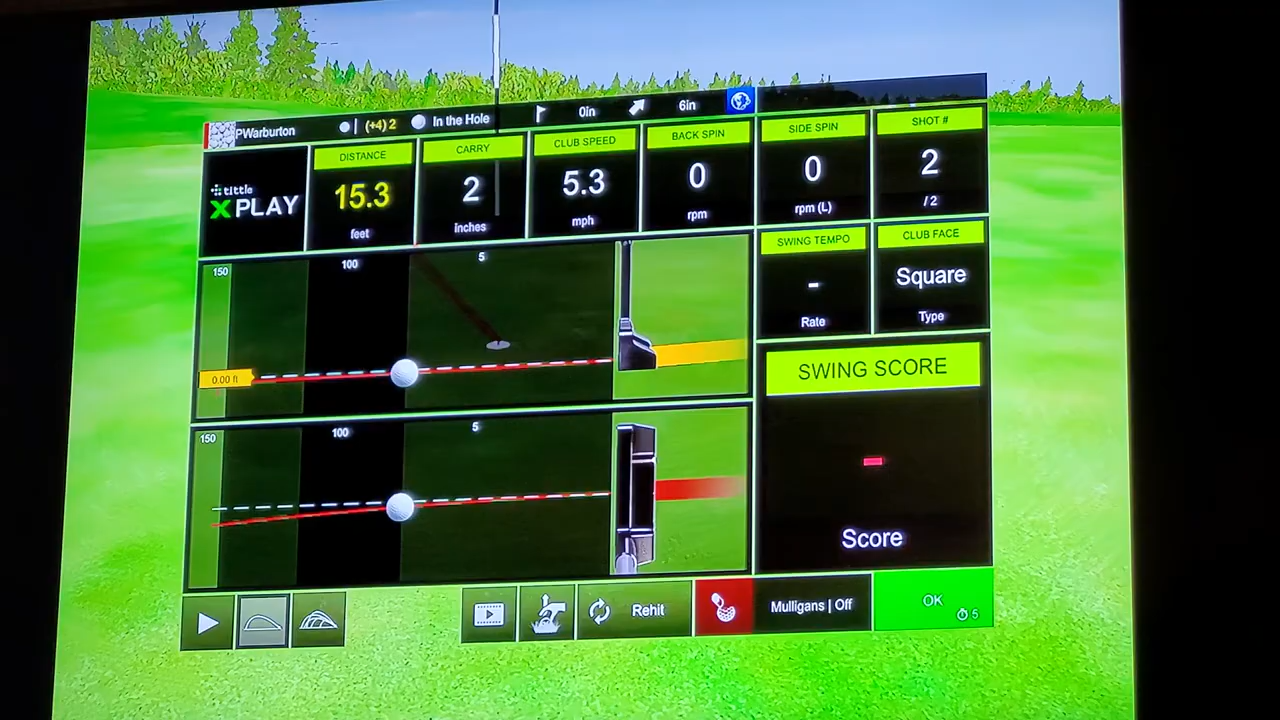 PWarburton (+4) 2 In the Hole 0in 6in
tittle
X PLAY
DISTANCE
15.3
feet
CARRY
2
inches
CLUB SPEED
5.3
mph
BACK SPIN
0
rpm
SIDE SPIN
0
rpm (L)
SHOT #
2
/ 2
SWING TEMPO
-
Rate
CLUB FACE
Square
Type
150 100 5
0.00 ft
150 100 5
SWING SCORE
-
Score
Rehit
Mulligans | Off
OK
5